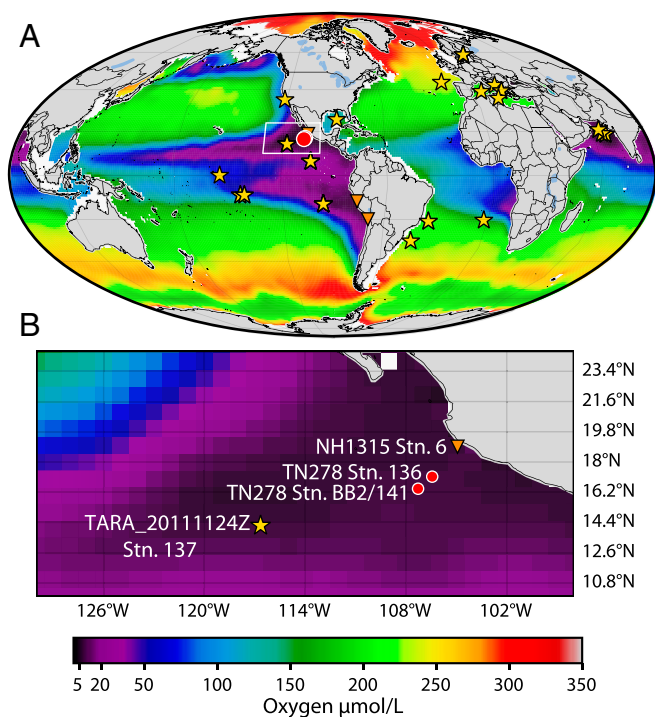 A
B
23.4°N
21.6°N
19.8°N
NH1315 Stn. 6
18°N
TN278 Stn. 136
TN278 Stn. BB2/141
16.2°N
TARA_20111124Z
14.4°N
Stn. 137
12.6°N
10.8°N
126°W 120°W 114°W 108°W 102°W
5 20 50 100 150 200 250 300 350
Oxygen µmol/L